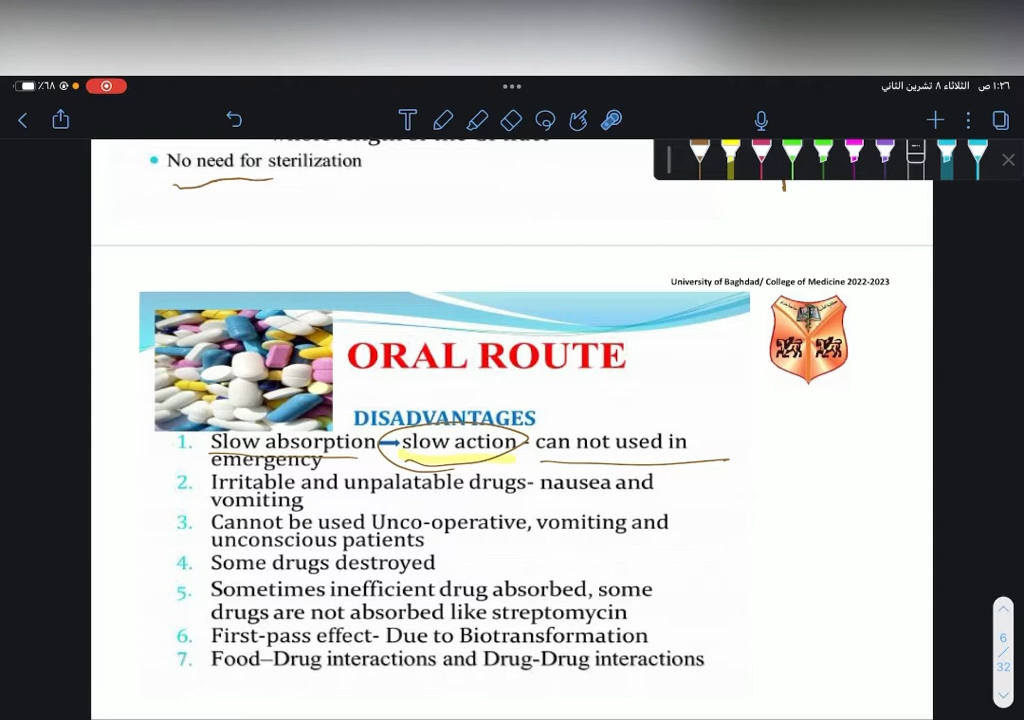 ٪٦٨
١:٢٦ ص الثلاثاء ٨ تشرين الثاني
T
No need for sterilization
University of Baghdad/ College of Medicine 2022-2023
ORAL ROUTE
DISADVANTAGES
1. Slow absorption slow action - can not used in
emergency
2. Irritable and unpalatable drugs- nausea and
vomiting
3. Cannot be used Unco-operative, vomiting and
unconscious patients
4. Some drugs destroyed
5. Sometimes inefficient drug absorbed, some
drugs are not absorbed like streptomycin
6. First-pass effect- Due to Biotransformation
7. Food–Drug interactions and Drug-Drug interactions
6
/
32